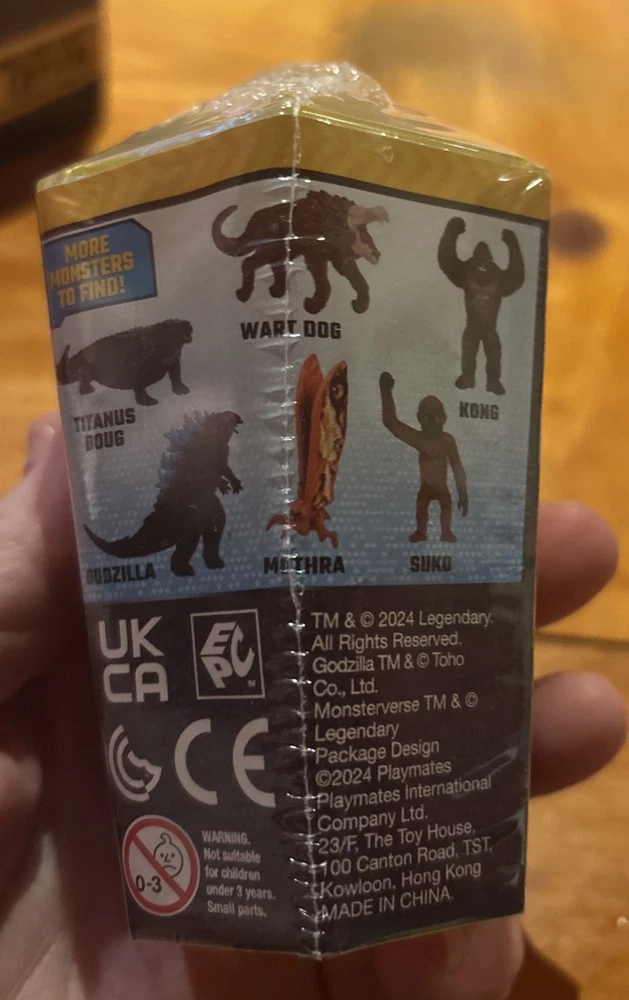 MORE
MONSTERS
TO FIND!
WART DOG
KONG
TITANUS
DOUG
GODZILLA
MOTHRA
SUKO
UK
CA
EC
PC
TM
CE
0-3
WARNING.
Not suitable
for children
under 3 years.
Small parts.
TM & © 2024 Legendary.
All Rights Reserved.
Godzilla TM & © Toho
Co., Ltd.
Monsterverse TM & ©
Legendary
Package Design
©2024 Playmates
Playmates International
Company Ltd.
23/F, The Toy House,
100 Canton Road, TST,
Kowloon, Hong Kong
MADE IN CHINA.